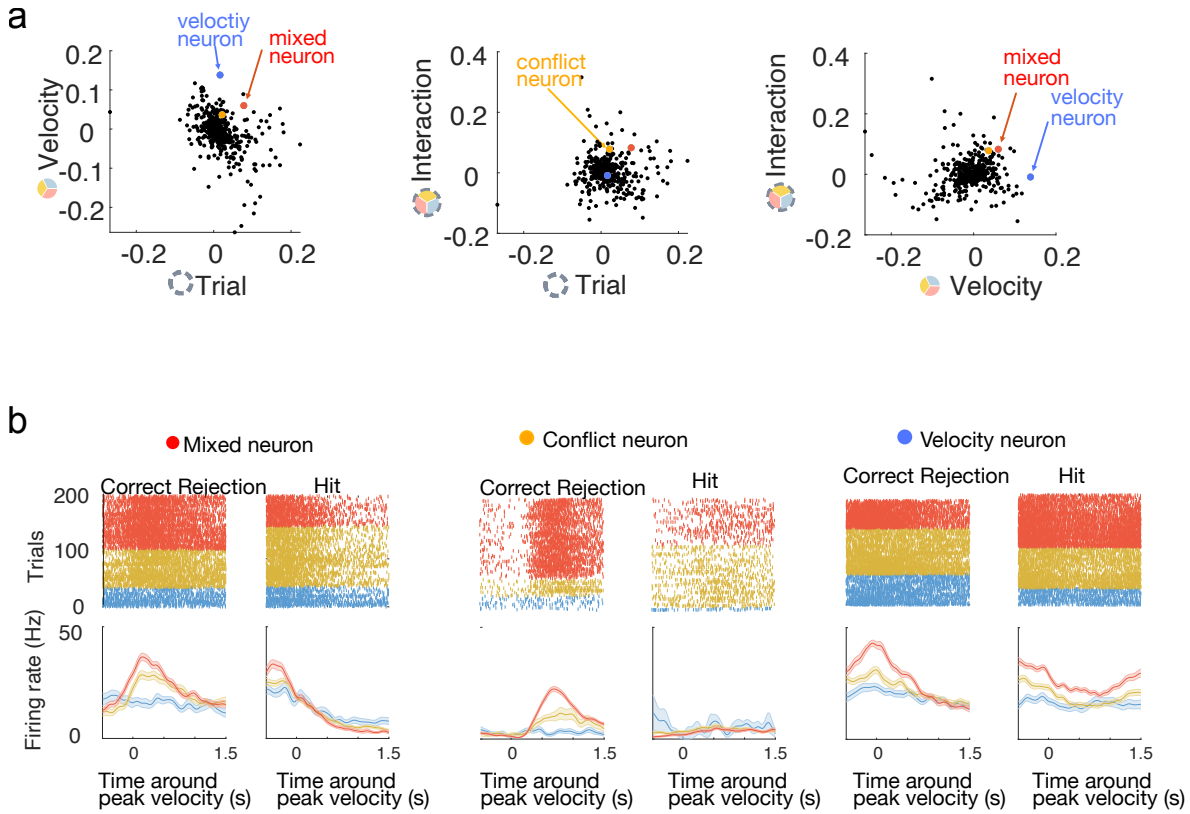 a
veloctiy
neuron
mixed
neuron
Velocity
0.2
0.1
0
-0.1
-0.2
-0.2
0
0.2
Trial
conflict
neuron
Interaction
0.4
0.2
0
-0.2
-0.2
0
0.2
Trial
mixed
neuron
velocity
neuron
Interaction
0.4
0.2
0
-0.2
-0.2
0
0.2
Velocity
b
Mixed neuron
Conflict neuron
Velocity neuron
Correct Rejection
Hit
Correct Rejection
Hit
Correct Rejection
Hit
Trials
200
100
0
Firing rate (Hz)
50
0
0 1.5
0 1.5
0 1.5
0 1.5
0 1.5
0 1.5
Time around
peak velocity (s)
Time around
peak velocity (s)
Time around
peak velocity (s)
Time around
peak velocity (s)
Time around
peak velocity (s)
Time around
peak velocity (s)